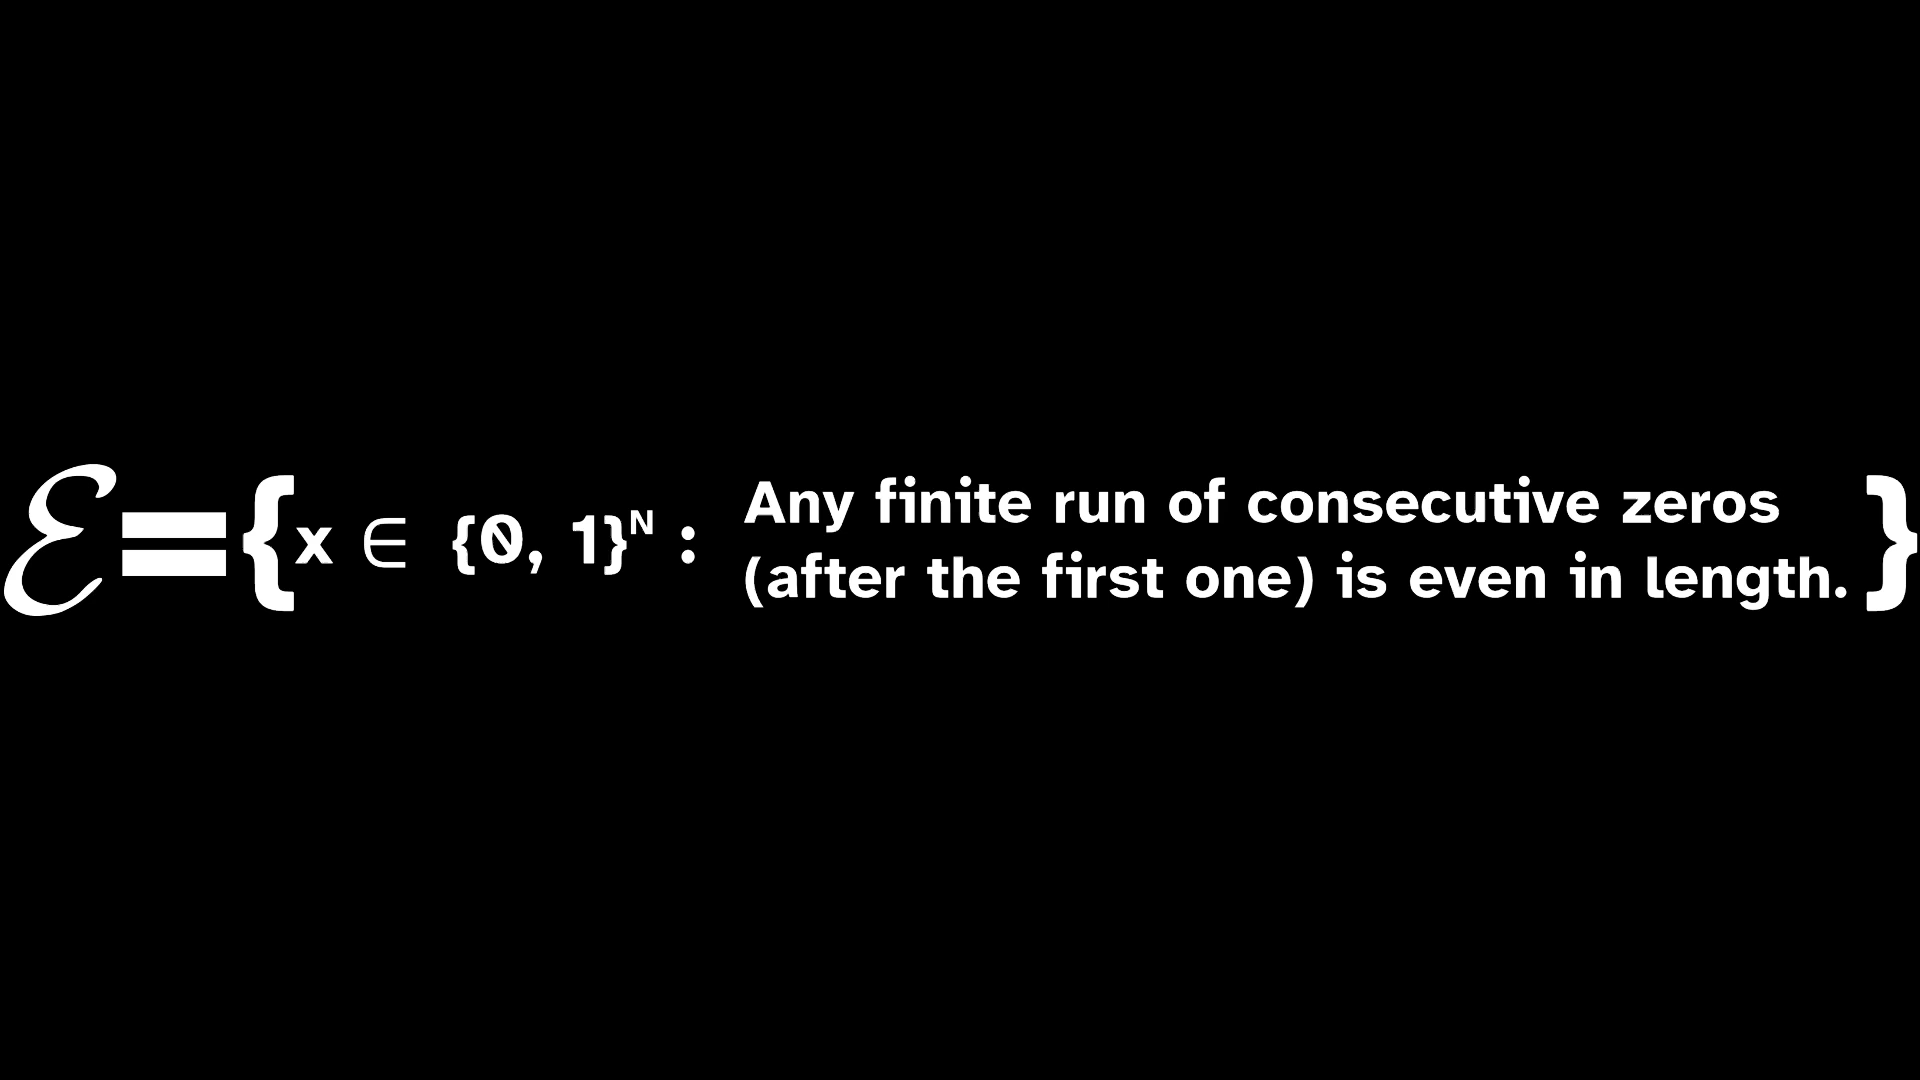 ℰ = { x ∈ {0, 1}ᴺ : Any finite run of consecutive zeros
(after the first one) is even in length. }